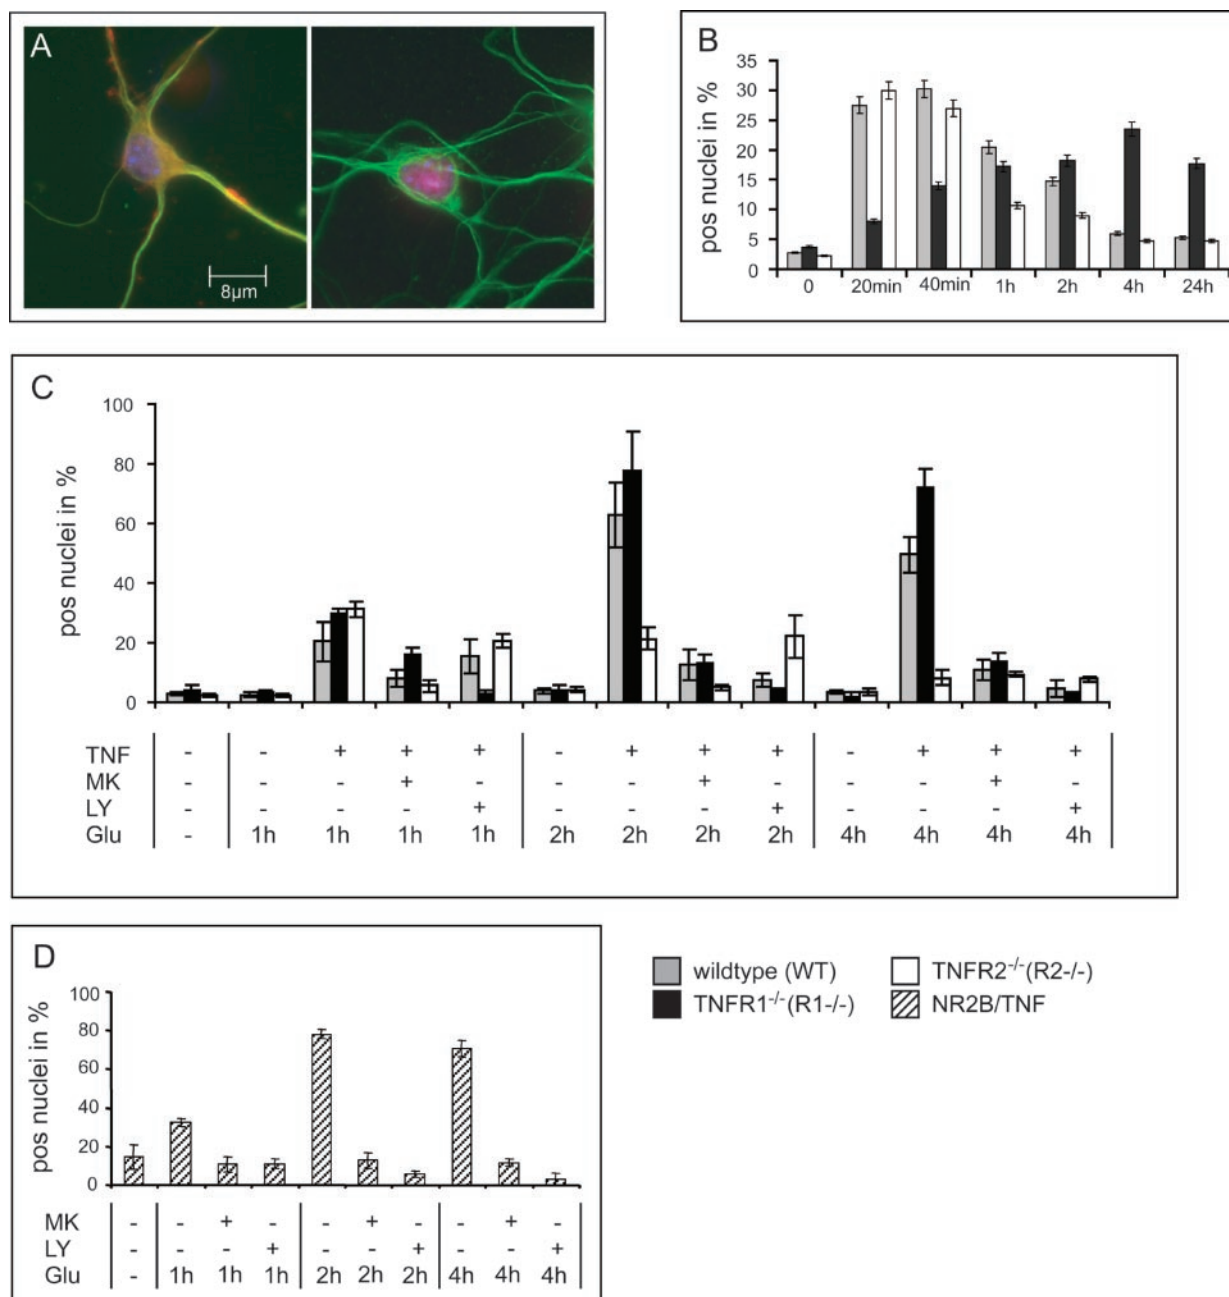 A
8µm
B
pos nuclei in %
35
30
25
20
15
10
5
0
0 20min 40min 1h 2h 4h 24h
C
pos nuclei in %
100
80
60
40
20
0
TNF - - + + + - + + + - + + +
MK - - - + - - - + - - - + -
LY - - - - + - - - + - - - +
Glu - 1h 1h 1h 1h 2h 2h 2h 2h 4h 4h 4h 4h
D
pos nuclei in %
100
80
60
40
20
0
MK - - + - - + - - + -
LY - - - + - - + - - +
Glu - 1h 1h 1h 2h 2h 2h 4h 4h 4h
wildtype (WT)
TNFR1-/-(R1-/-)
TNFR2-/-(R2-/-)
NR2B/TNF